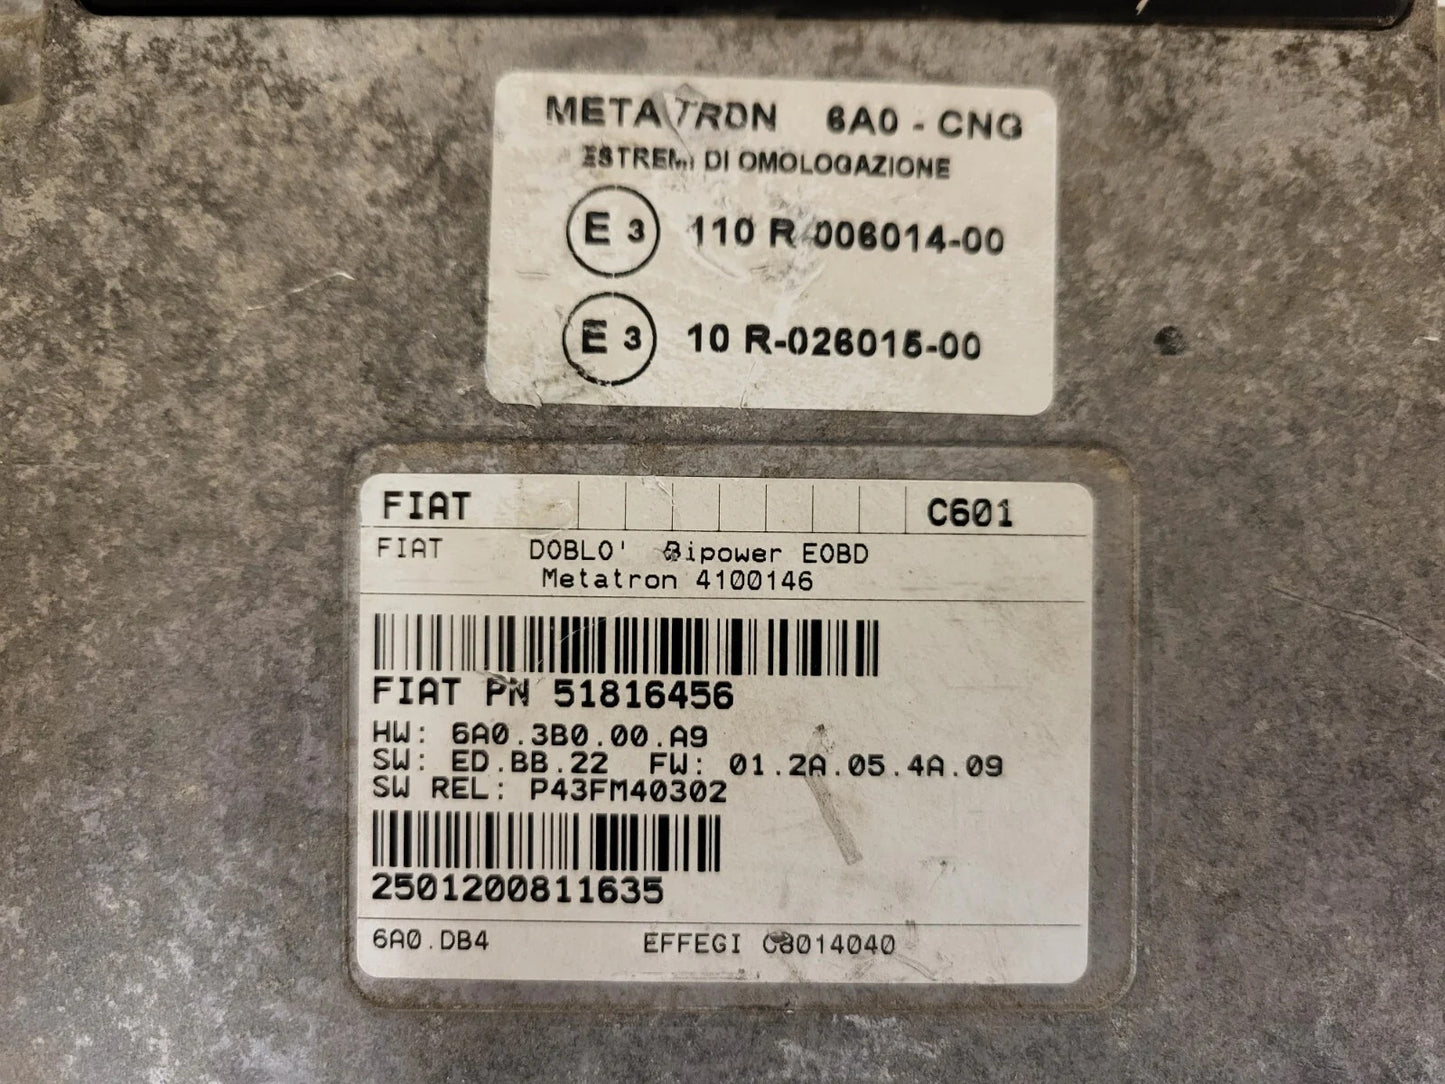 METATRON 6A0 - CNG
ESTREMI DI OMOLOGAZIONE
E 3 110 R-006014-00
E 3 10 R-026015-00
FIAT C601
FIAT DOBLO' Bipower EOBD
Metatron 4100146
FIAT PN 51816456
HW: 6A0.3B0.00.A9
SW: ED.BB.22 FW: 01.2A.05.4A.09
SW REL: P43FM40302
2501200811635
6A0.DB4 EFFEGI C8014040